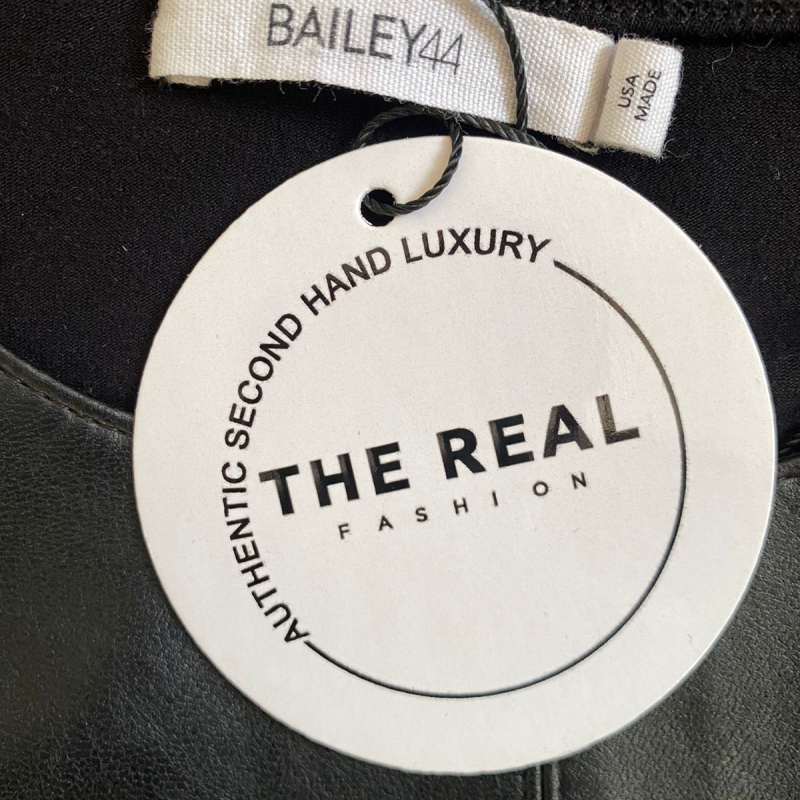 BAILEY44
USA
MADE
AUTHENTIC SECOND HAND LUXURY
THE REAL
FASHION